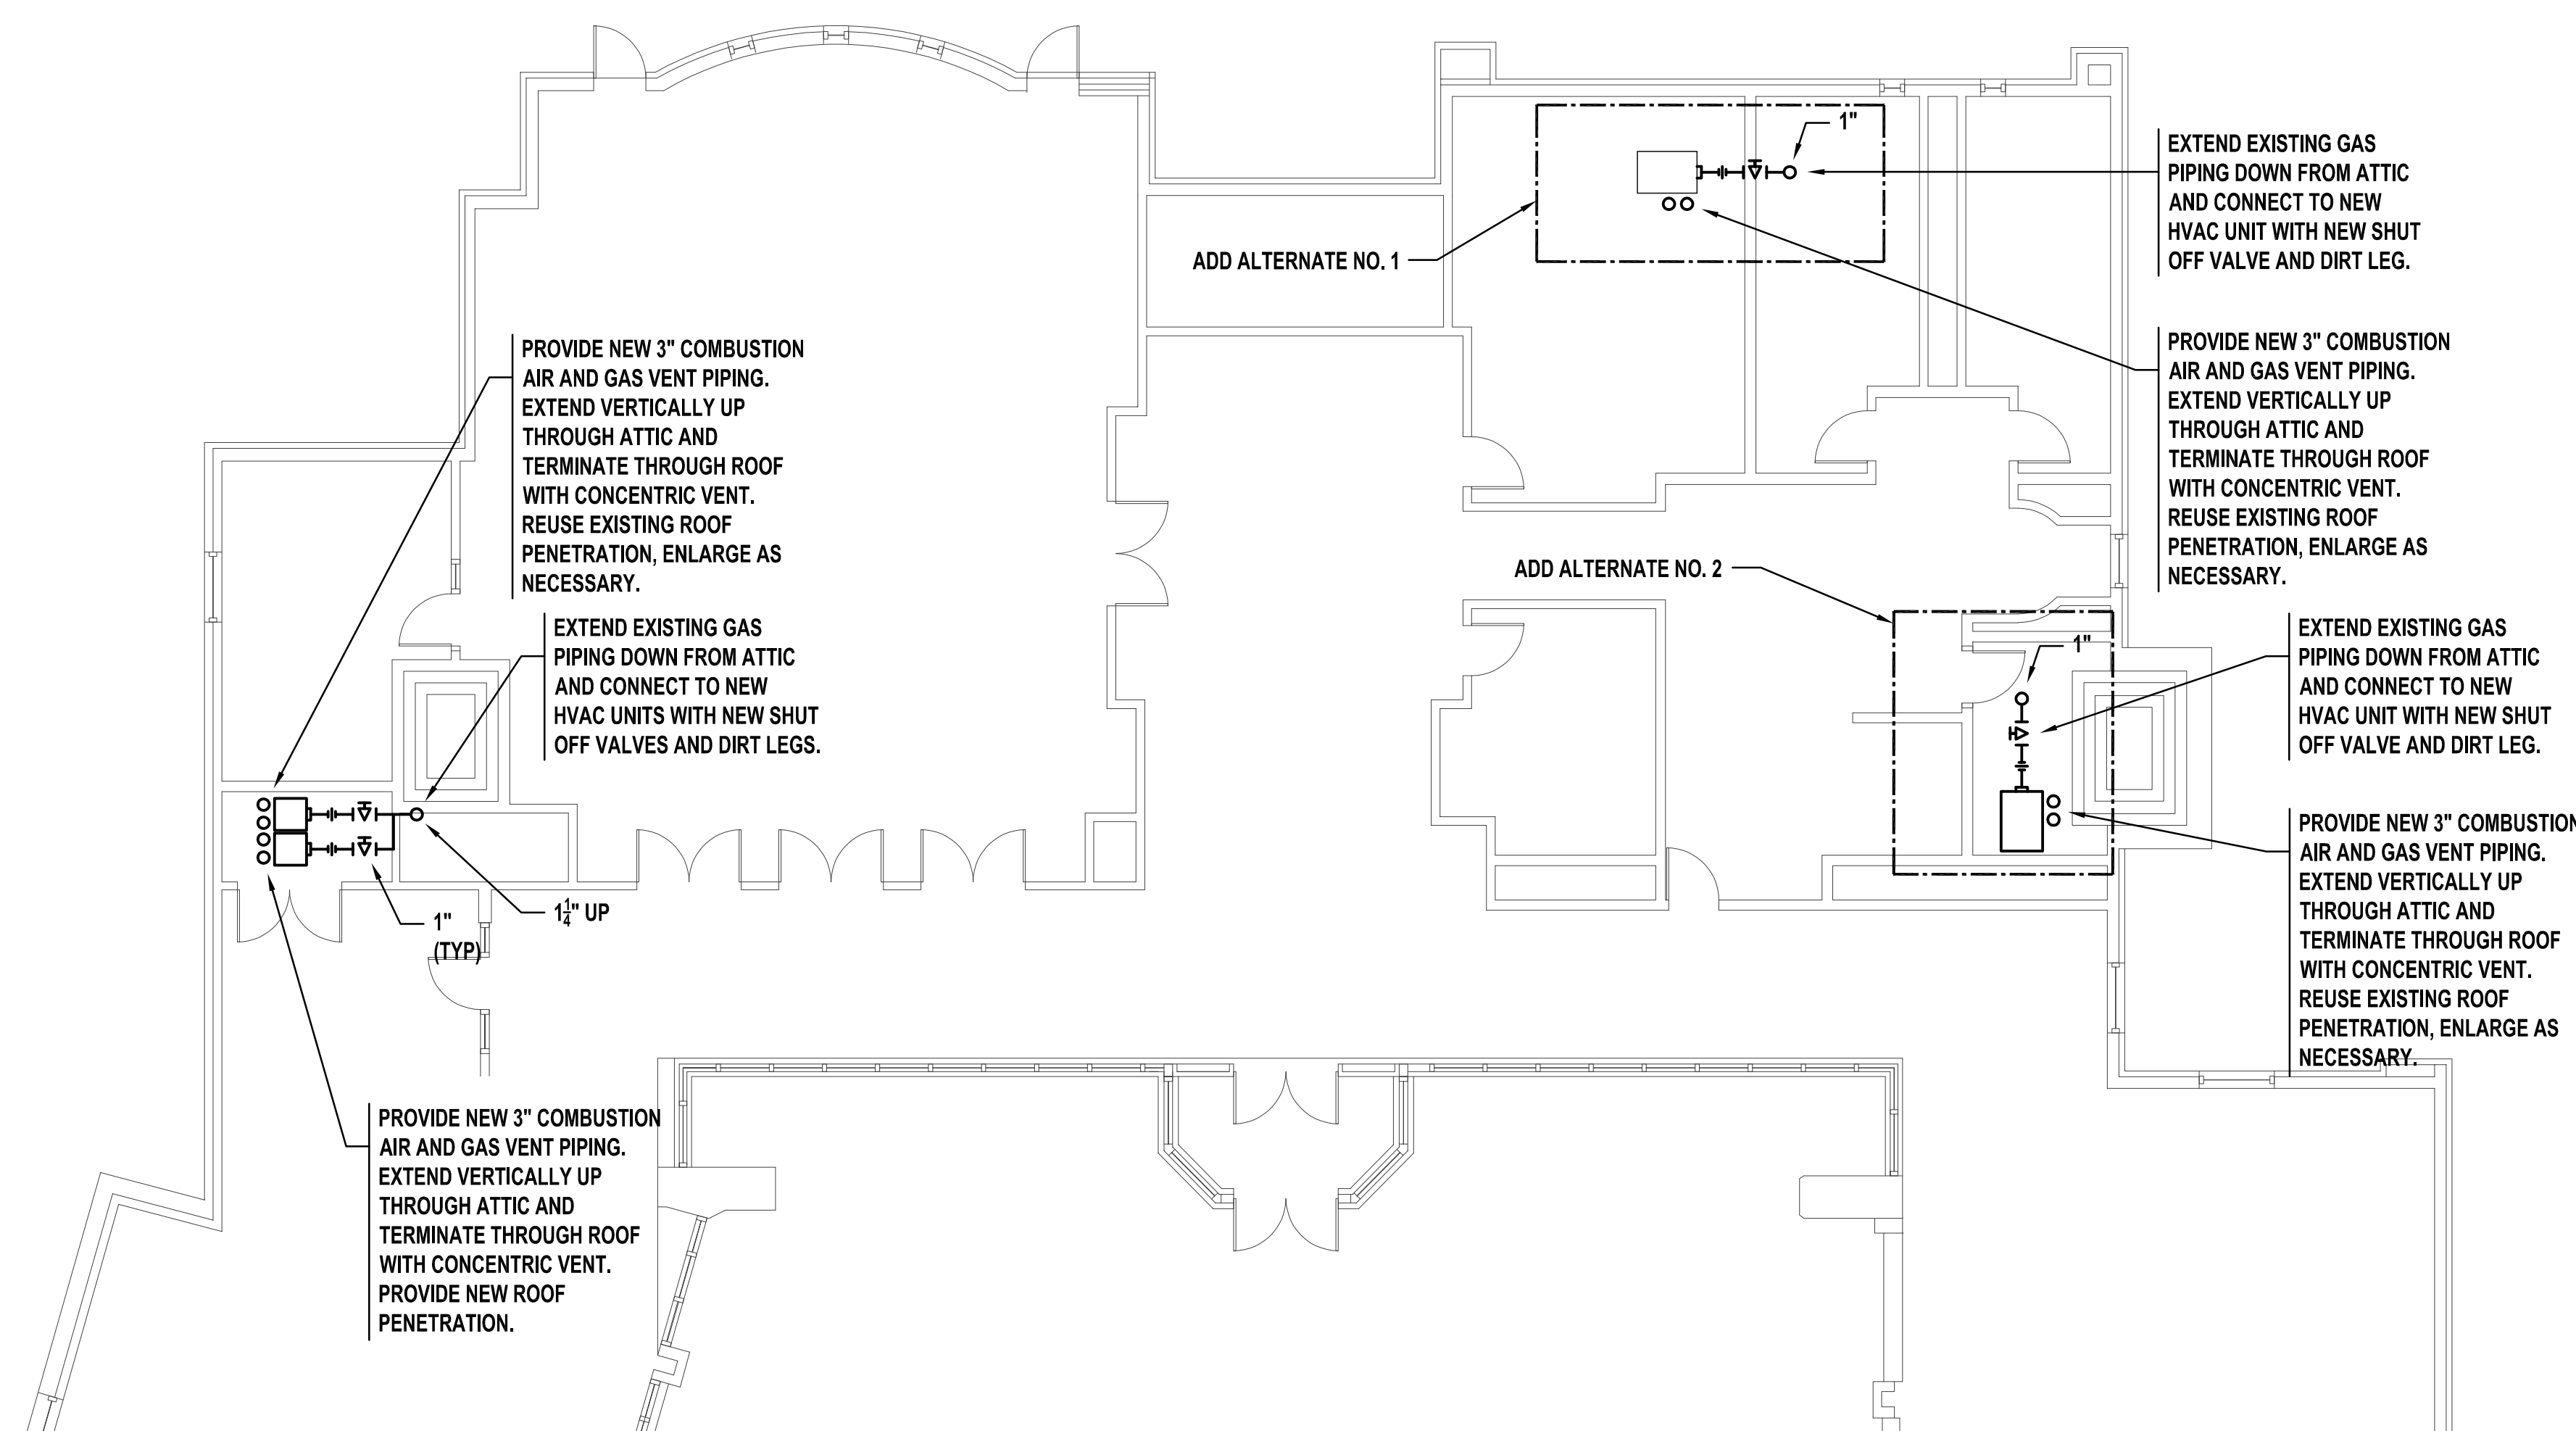 1"
EXTEND EXISTING GAS
PIPING DOWN FROM ATTIC
AND CONNECT TO NEW
HVAC UNIT WITH NEW SHUT
OFF VALVE AND DIRT LEG.
ADD ALTERNATE NO. 1
PROVIDE NEW 3" COMBUSTION
AIR AND GAS VENT PIPING.
EXTEND VERTICALLY UP
THROUGH ATTIC AND
TERMINATE THROUGH ROOF
WITH CONCENTRIC VENT.
REUSE EXISTING ROOF
PENETRATION, ENLARGE AS
NECESSARY.
PROVIDE NEW 3" COMBUSTION
AIR AND GAS VENT PIPING.
EXTEND VERTICALLY UP
THROUGH ATTIC AND
TERMINATE THROUGH ROOF
WITH CONCENTRIC VENT.
REUSE EXISTING ROOF
PENETRATION, ENLARGE AS
NECESSARY.
ADD ALTERNATE NO. 2
EXTEND EXISTING GAS
PIPING DOWN FROM ATTIC
AND CONNECT TO NEW
HVAC UNITS WITH NEW SHUT
OFF VALVES AND DIRT LEGS.
1"
EXTEND EXISTING GAS
PIPING DOWN FROM ATTIC
AND CONNECT TO NEW
HVAC UNIT WITH NEW SHUT
OFF VALVE AND DIRT LEG.
PROVIDE NEW 3" COMBUSTION
AIR AND GAS VENT PIPING.
EXTEND VERTICALLY UP
THROUGH ATTIC AND
TERMINATE THROUGH ROOF
WITH CONCENTRIC VENT.
REUSE EXISTING ROOF
PENETRATION, ENLARGE AS
NECESSARY.
1 1/4" UP
1"
(TYP)
PROVIDE NEW 3" COMBUSTION
AIR AND GAS VENT PIPING.
EXTEND VERTICALLY UP
THROUGH ATTIC AND
TERMINATE THROUGH ROOF
WITH CONCENTRIC VENT.
PROVIDE NEW ROOF
PENETRATION.